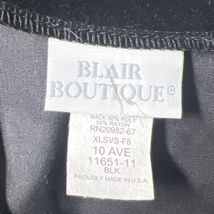 BLAIR
BOUTIQUE®
BACK 50% POLY
50% RAYON
RN20982-67
XLSVS-F8
10 AVE
11651-11
BLK
PROUDLY MADE IN U.S.A.